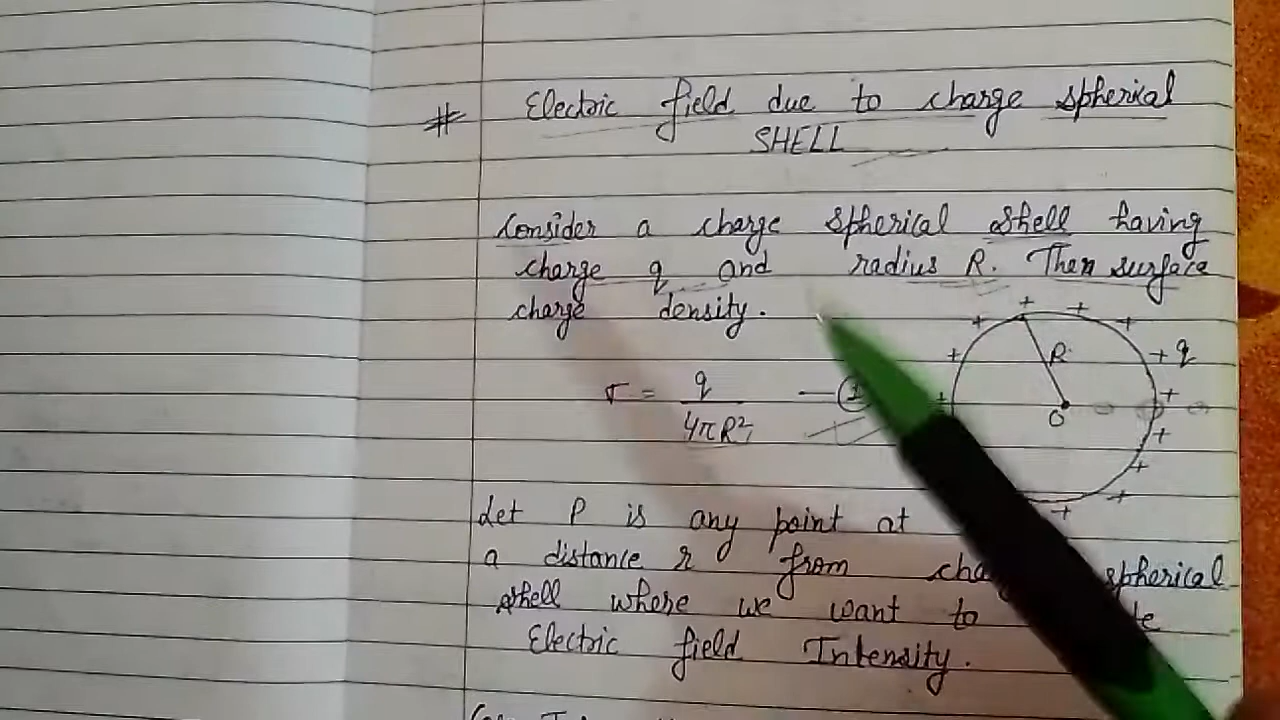 # Electric field due to charge spherical
SHELL
Consider a charge spherical shell having
charge q and radius R. Then surface
charge density.
σ = q / 4πR² — ①
+ + + + + + q + + + + + +
R
O
Let P is any point at
a distance r from spherical
shell where we want to
Electric field Intensity.